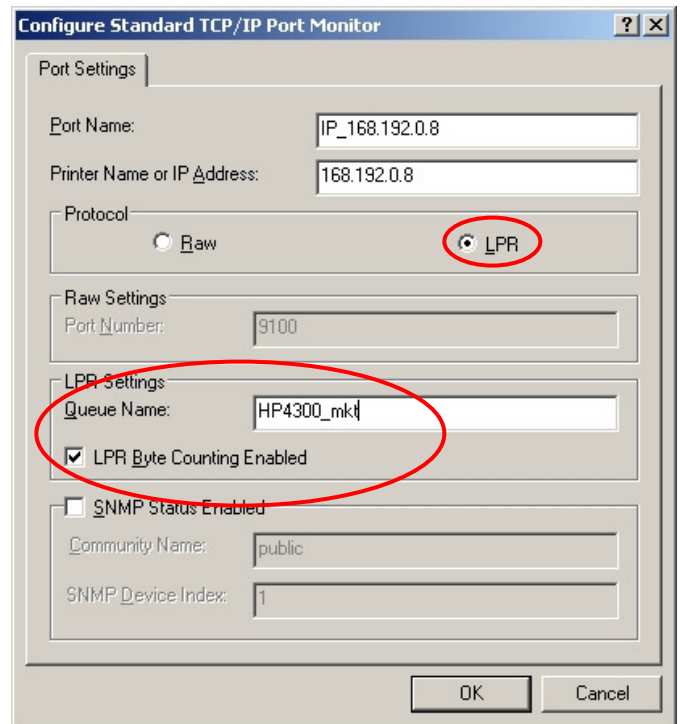 Configure Standard TCP/IP Port Monitor
Port Settings
Port Name: IP_168.192.0.8
Printer Name or IP Address: 168.192.0.8
Protocol
Raw LPR
Raw Settings
Port Number: 9100
LPR Settings
Queue Name: HP4300_mkt
LPR Byte Counting Enabled
SNMP Status Enabled
Community Name: public
SNMP Device Index: 1
OK Cancel